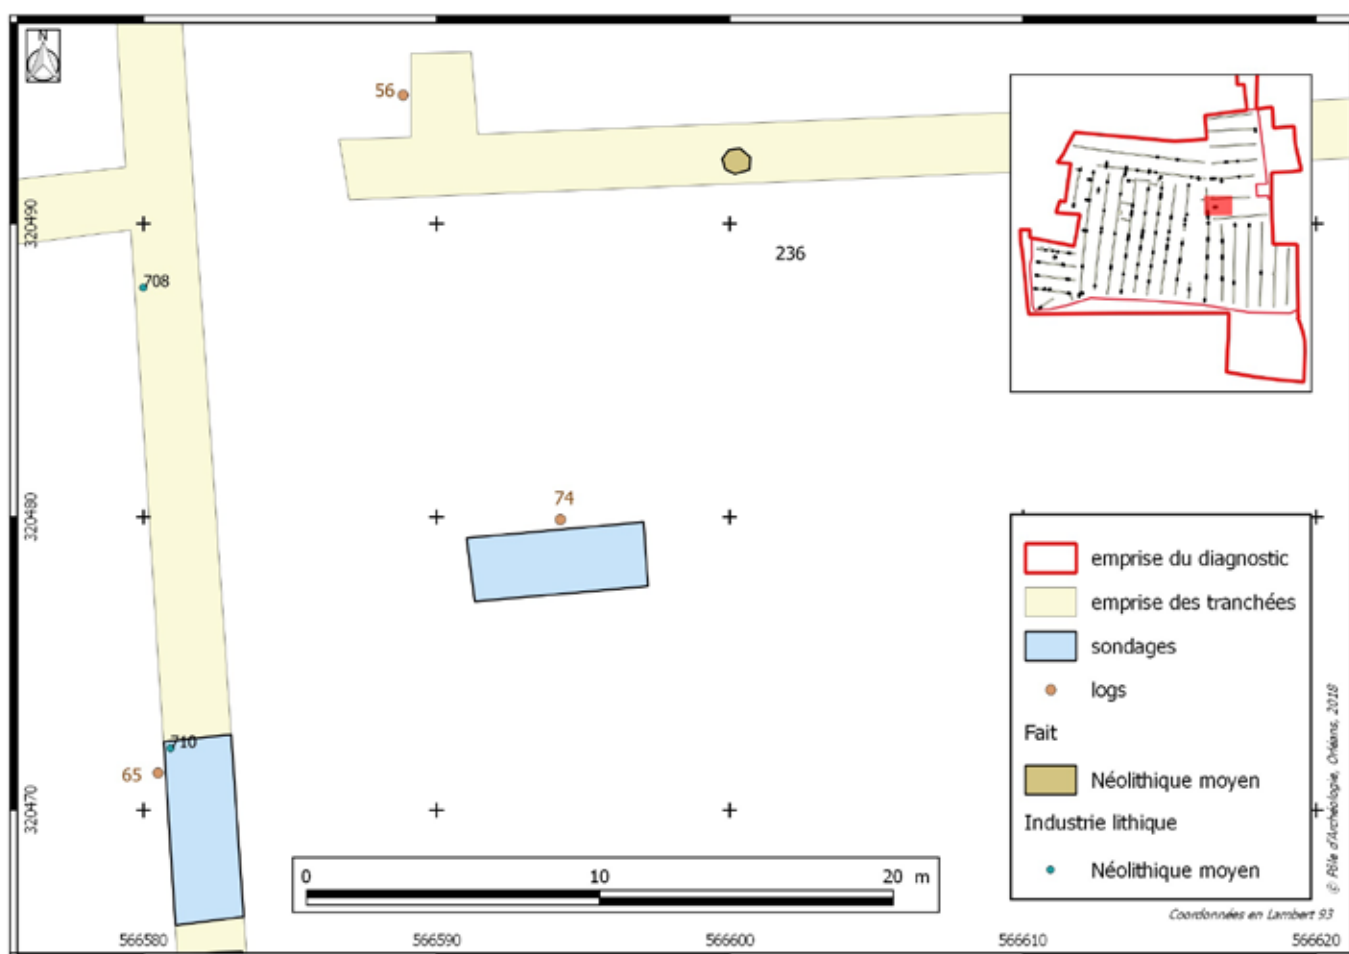 N
56
320490
236
708
74
320480
emprise du diagnostic
emprise des tranchées
sondages
logs
Fait
Néolithique moyen
Industrie lithique
Néolithique moyen
710
65
320470
0 10 20 m
© Pôle d'Archéologie, Orléans, 2018
Coordonnées en Lambert 93
566580 566590 566600 566610 566620